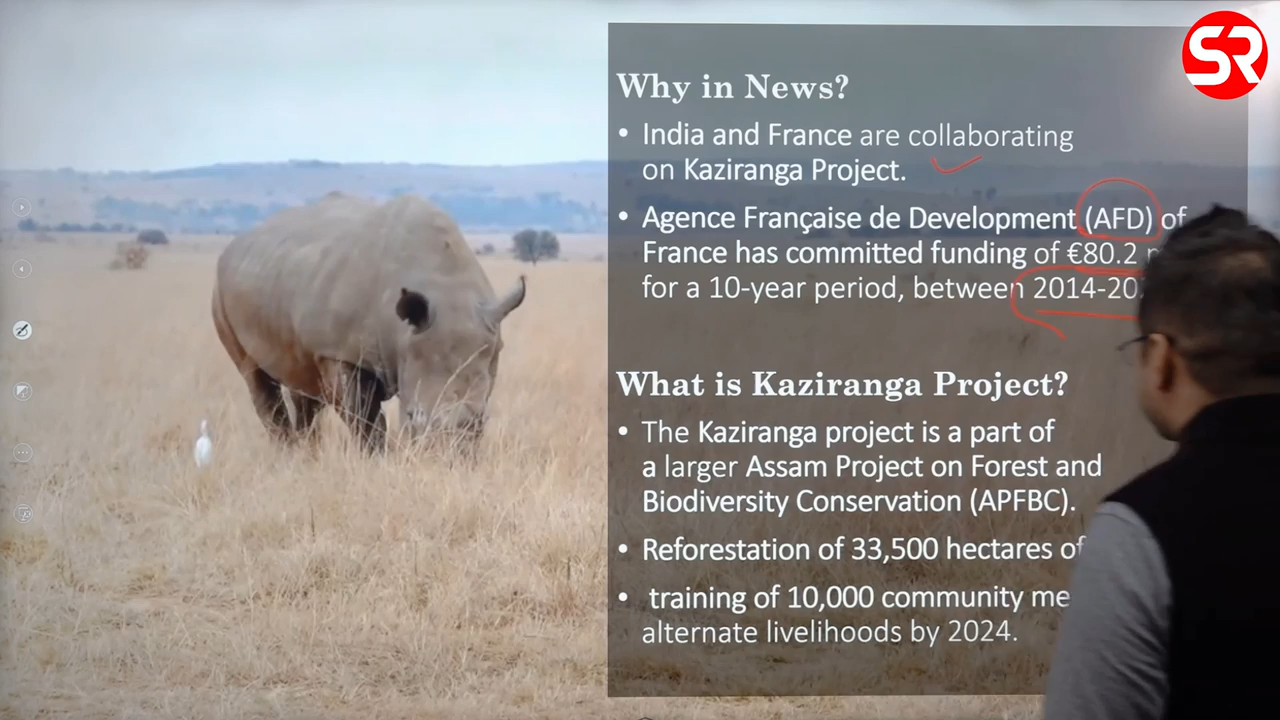 SR
Why in News?
• India and France are collaborating
on Kaziranga Project.
• Agence Française de Development (AFD) of
France has committed funding of €80.2
for a 10-year period, between 2014-20
What is Kaziranga Project?
• The Kaziranga project is a part of
a larger Assam Project on Forest and
Biodiversity Conservation (APFBC).
• Reforestation of 33,500 hectares of
• training of 10,000 community me
alternate livelihoods by 2024.